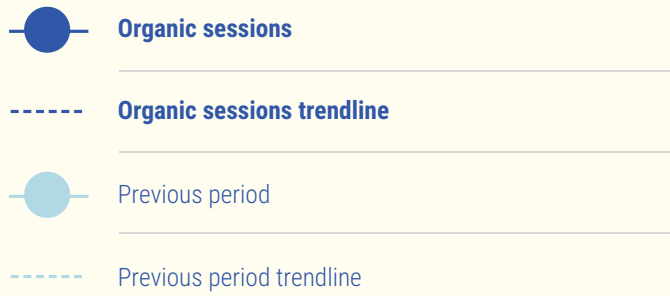 Organic sessions
Organic sessions trendline
Previous period
Previous period trendline